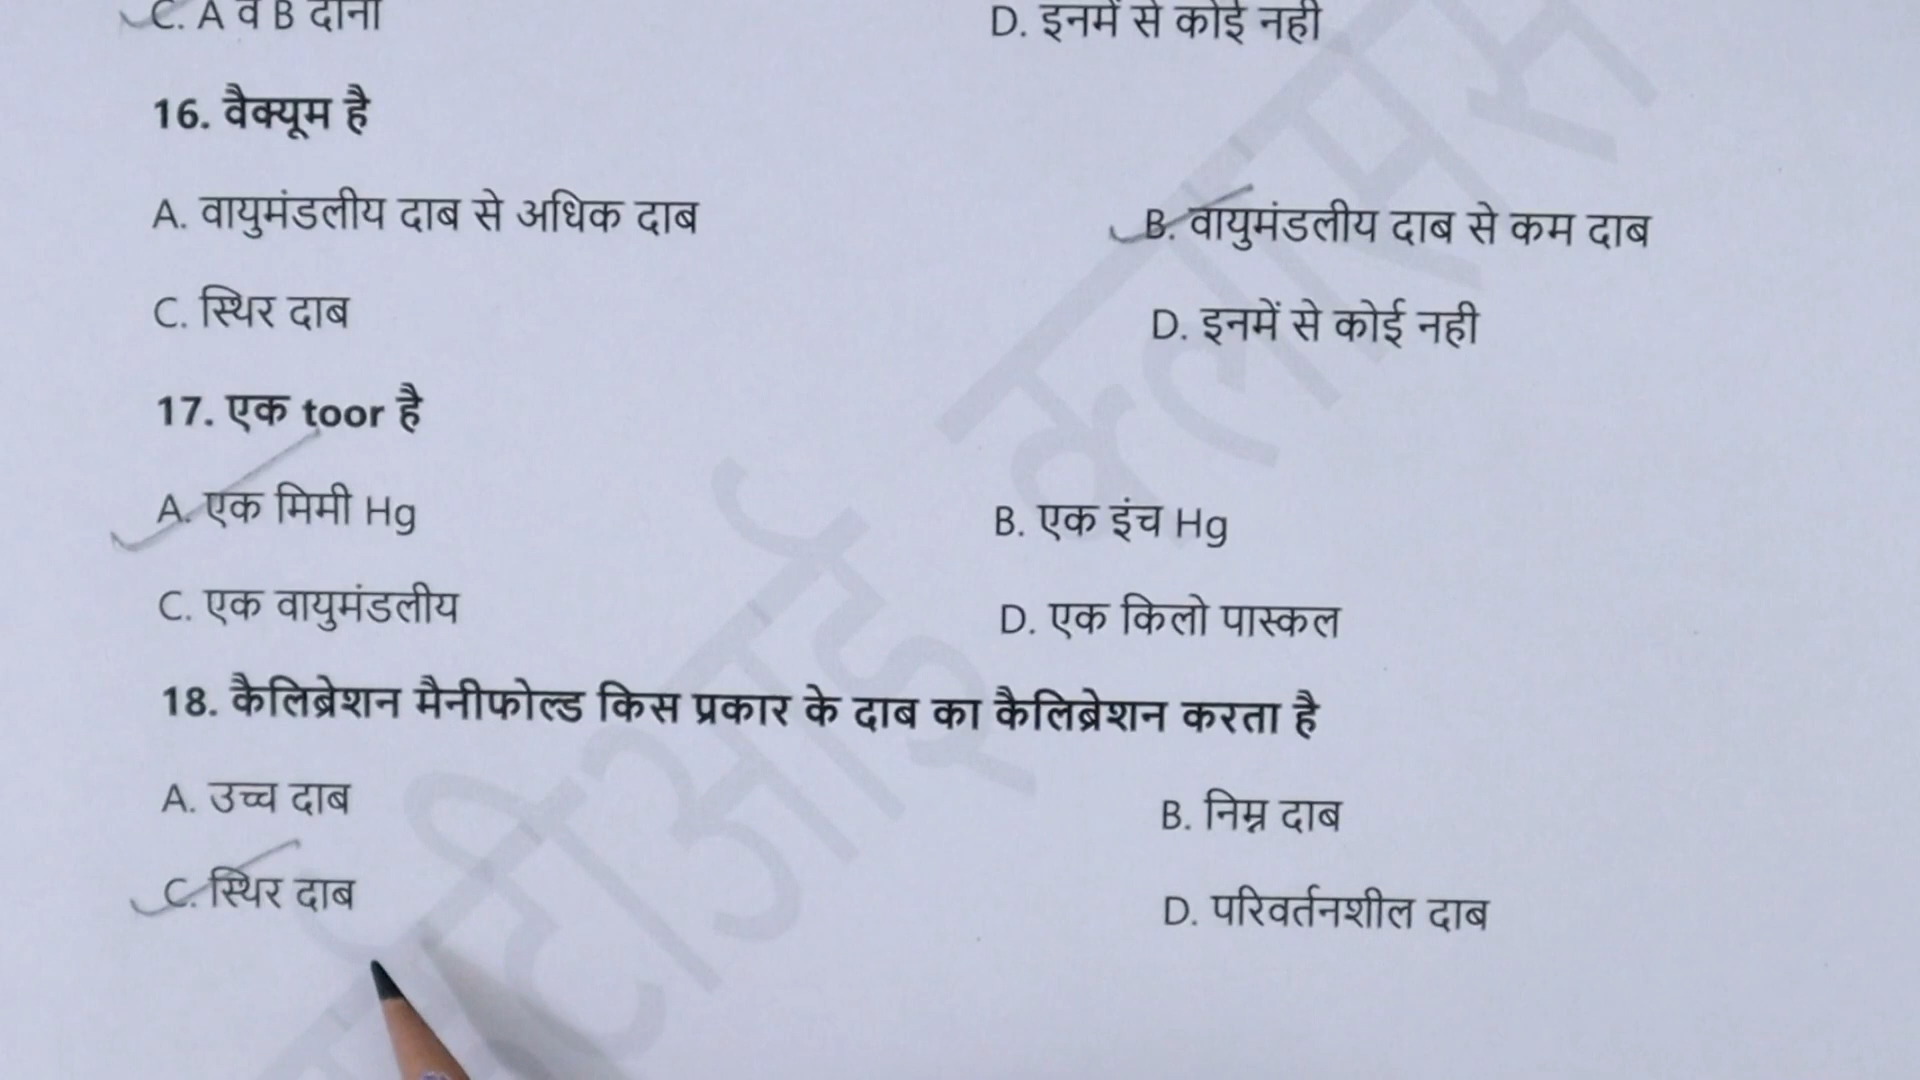 C. A व B दोनों
D. इनमें से कोई नही
16. वैक्यूम है
A. वायुमंडलीय दाब से अधिक दाब
B. वायुमंडलीय दाब से कम दाब
C. स्थिर दाब
D. इनमें से कोई नही
17. एक toor है
A. एक मिमी Hg
B. एक इंच Hg
C. एक वायुमंडलीय
D. एक किलो पास्कल
18. कैलिब्रेशन मैनीफोल्ड किस प्रकार के दाब का कैलिब्रेशन करता है
A. उच्च दाब
B. निम्न दाब
C. स्थिर दाब
D. परिवर्तनशील दाब
टीआई क्लास